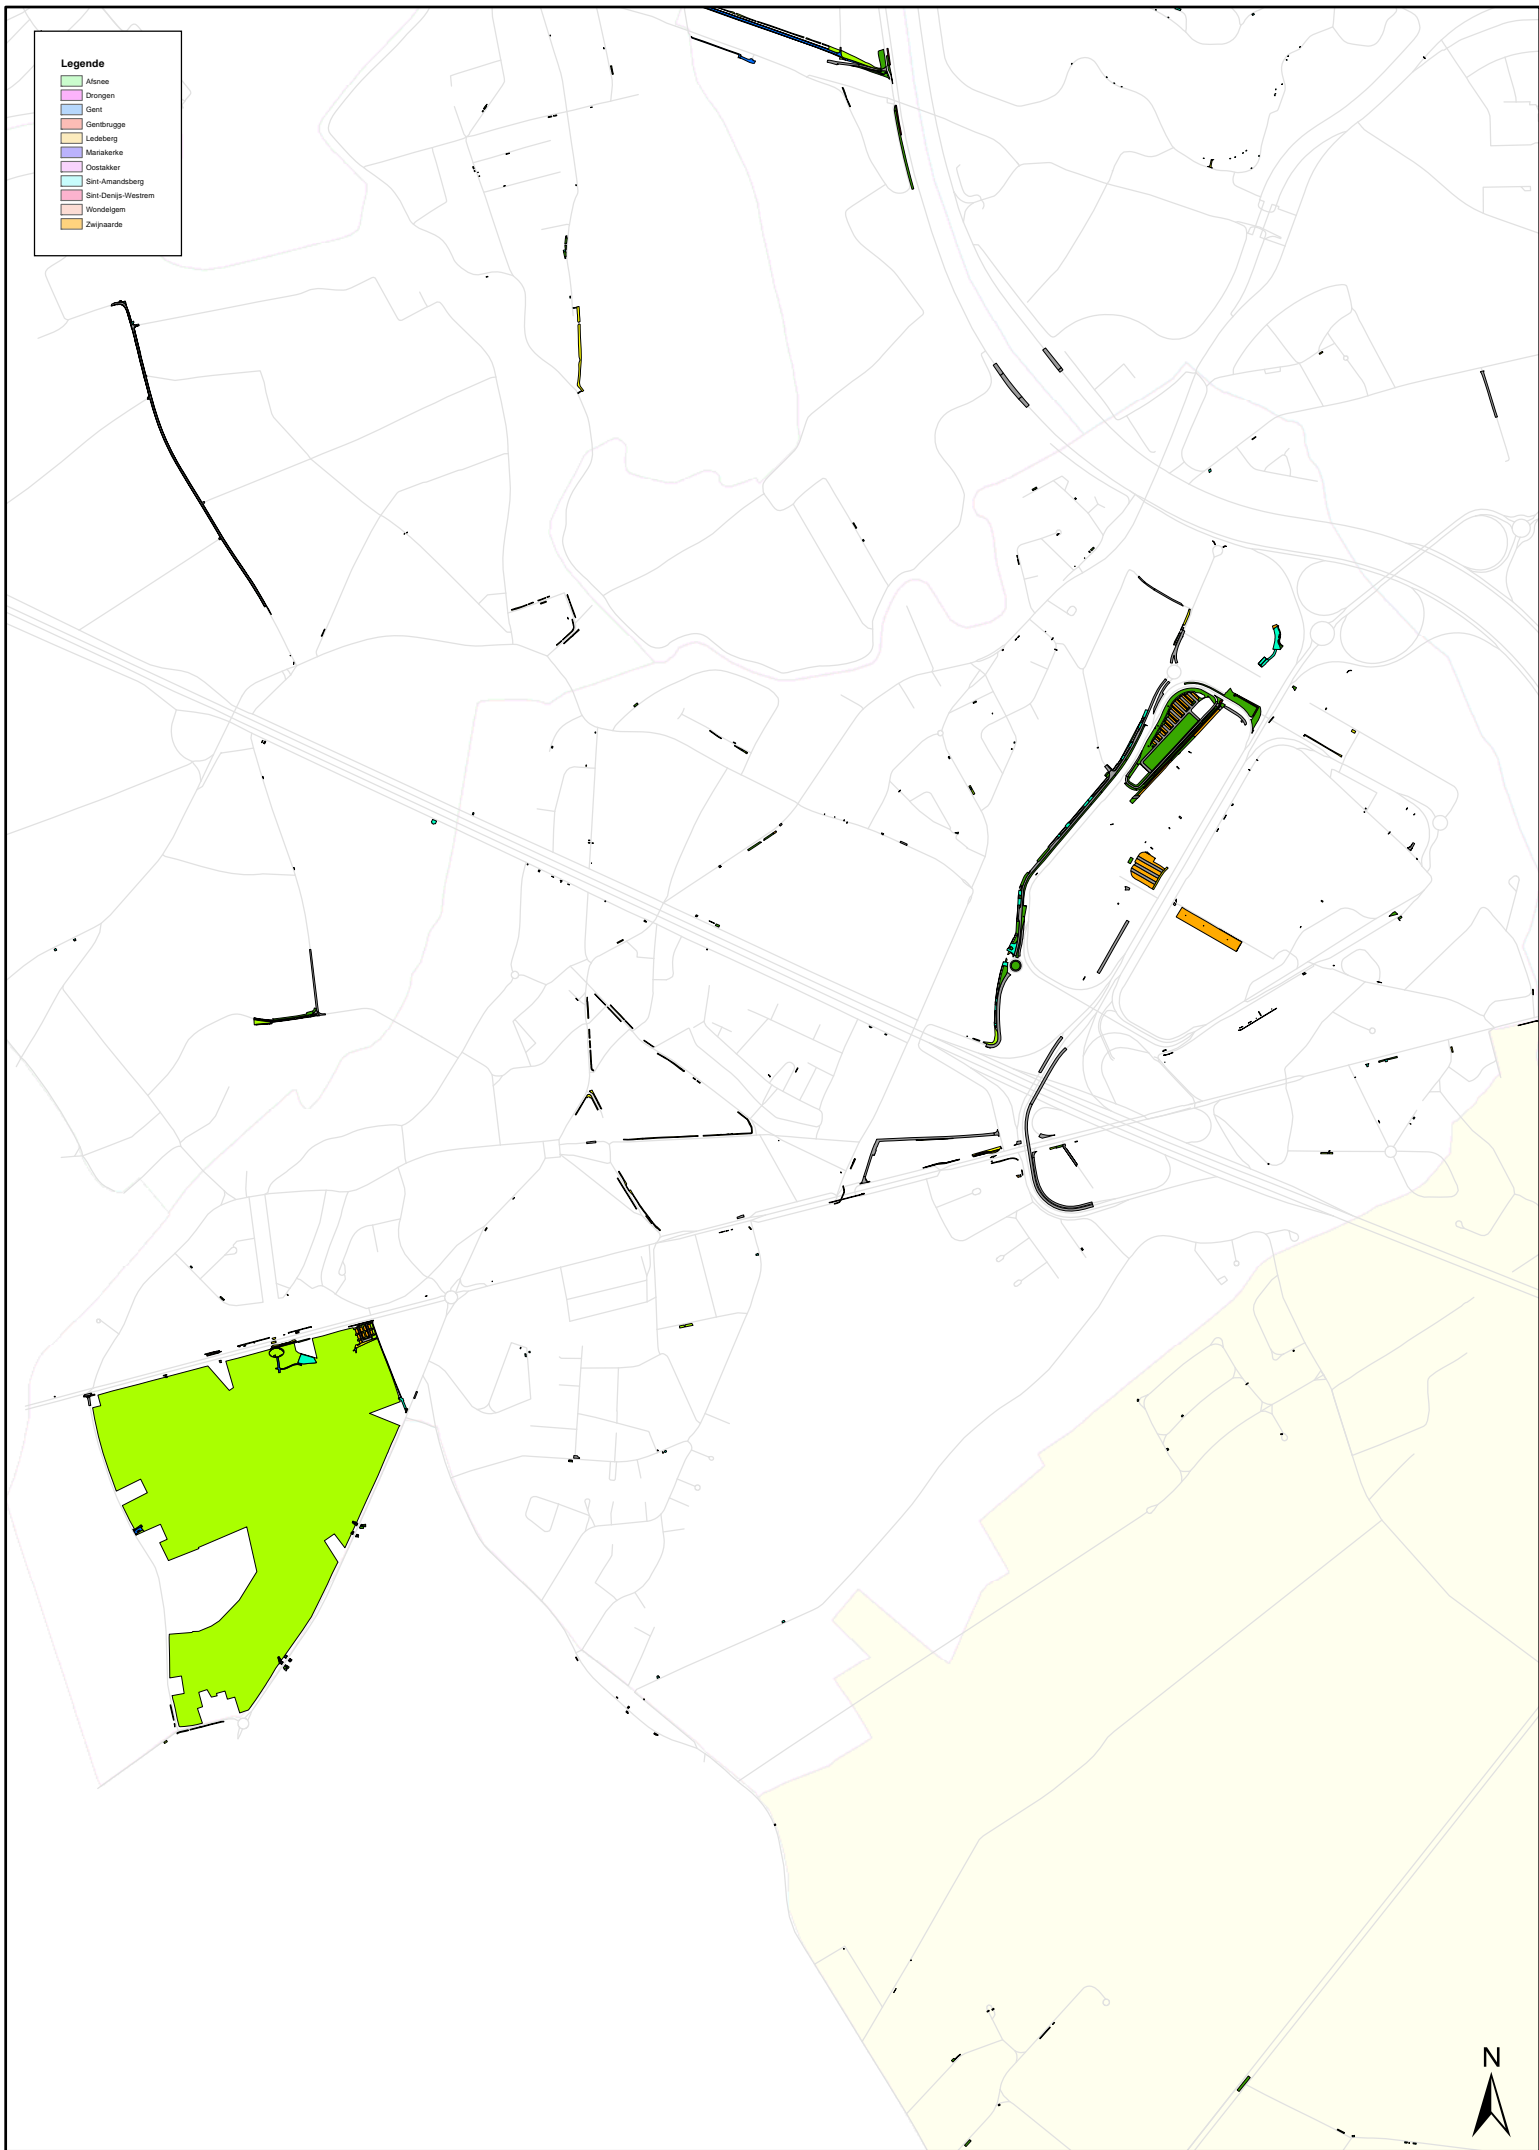 Legende
Afsnee
Drongen
Gent
Gentbrugge
Ledeberg
Mariakerke
Oostakker
Sint-Amandsberg
Sint-Denijs-Westrem
Wondelgem
Zwijnaarde
N